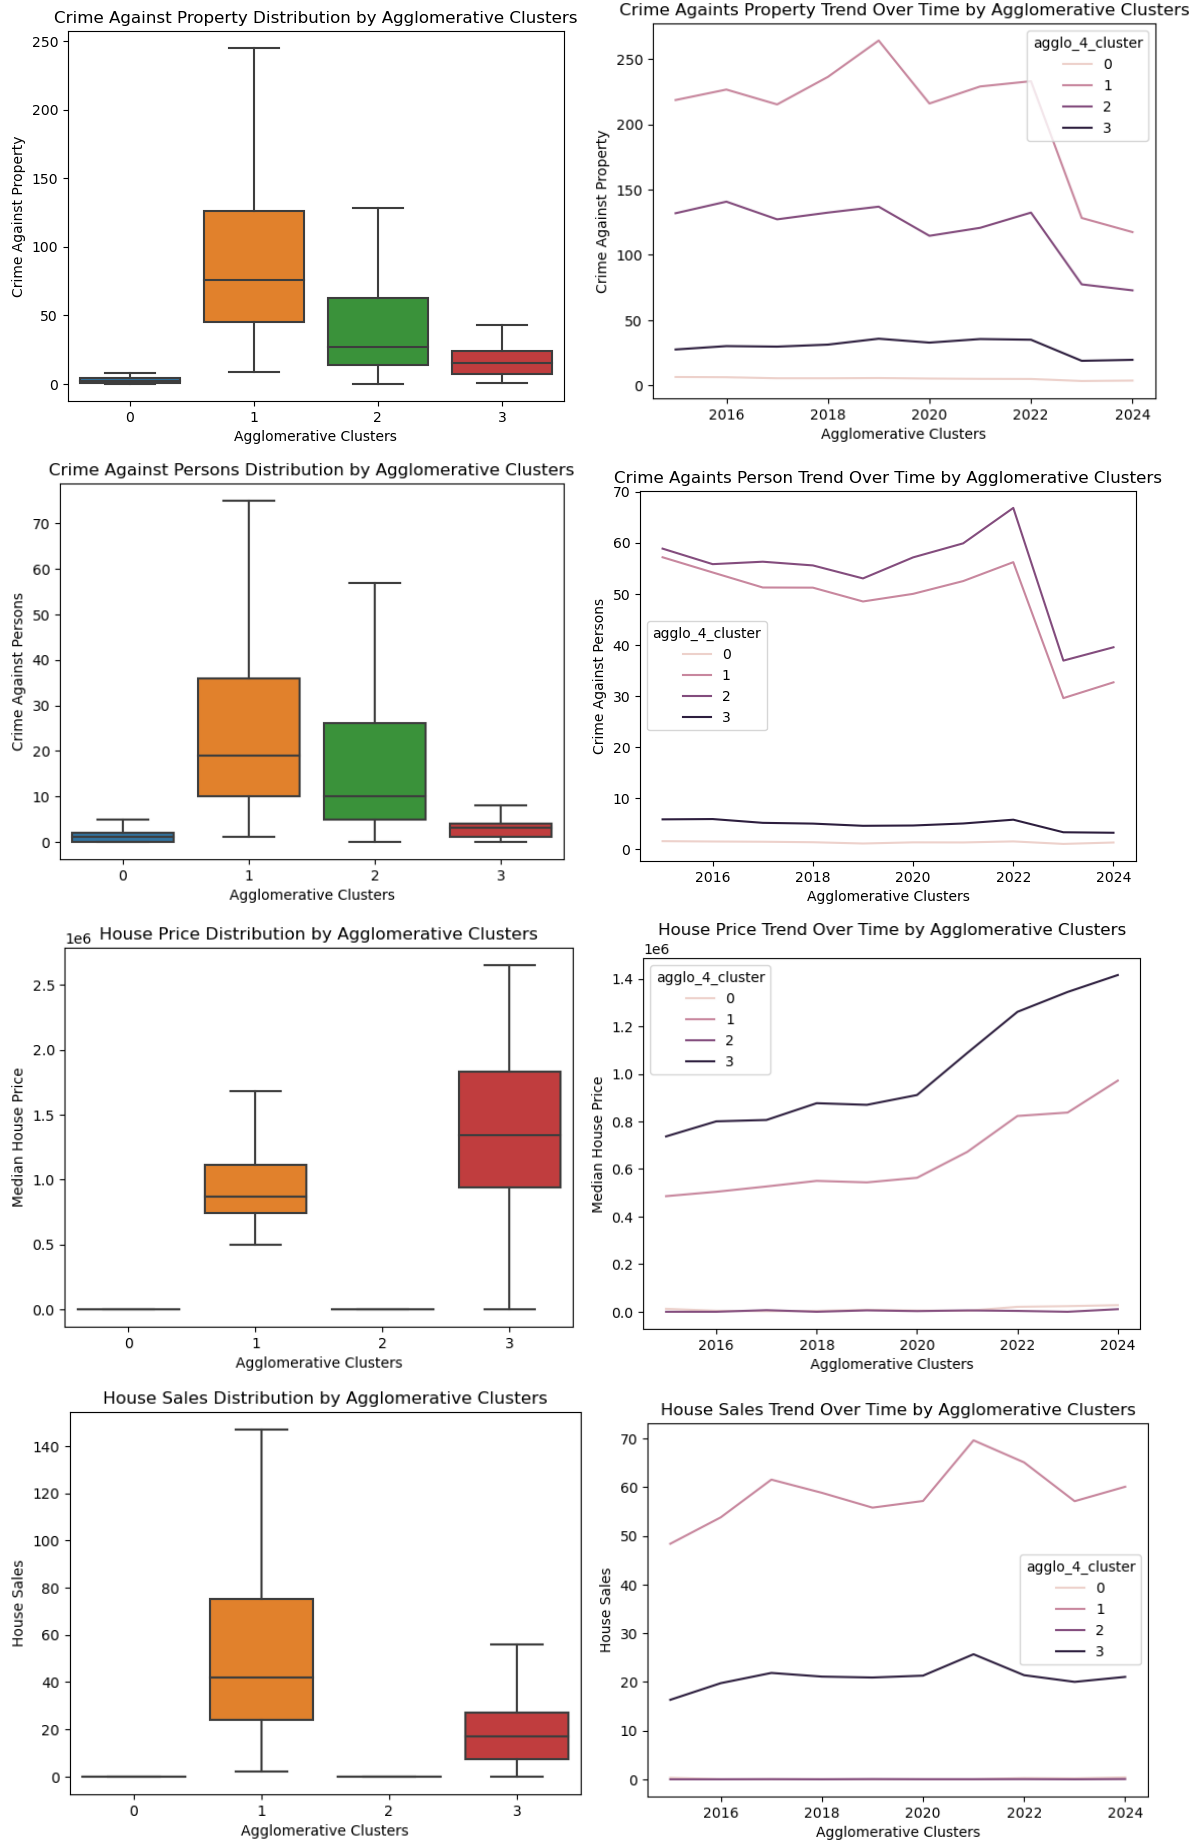 Crime Against Property Distribution by Agglomerative Clusters
250
200
150
100
50
0
Crime Against Property
0 1 2 3
Agglomerative Clusters
Crime Againts Property Trend Over Time by Agglomerative Clusters
agglo_4_cluster
0
1
2
3
250
200
150
100
50
0
Crime Against Property
2016 2018 2020 2022 2024
Agglomerative Clusters
Crime Against Persons Distribution by Agglomerative Clusters
70
60
50
40
30
20
10
0
Crime Against Persons
0 1 2 3
Agglomerative Clusters
Crime Againts Person Trend Over Time by Agglomerative Clusters
70
60
50
40
30
20
10
0
Crime Against Persons
agglo_4_cluster
0
1
2
3
2016 2018 2020 2022 2024
Agglomerative Clusters
House Price Distribution by Agglomerative Clusters
1e6
2.5
2.0
1.5
1.0
0.5
0.0
Median House Price
0 1 2 3
Agglomerative Clusters
House Price Trend Over Time by Agglomerative Clusters
1e6
agglo_4_cluster
0
1
2
3
1.4
1.2
1.0
0.8
0.6
0.4
0.2
0.0
Median House Price
2016 2018 2020 2022 2024
Agglomerative Clusters
House Sales Distribution by Agglomerative Clusters
140
120
100
80
60
40
20
0
House Sales
0 1 2 3
Agglomerative Clusters
House Sales Trend Over Time by Agglomerative Clusters
70
60
50
40
30
20
10
0
House Sales
agglo_4_cluster
0
1
2
3
2016 2018 2020 2022 2024
Agglomerative Clusters